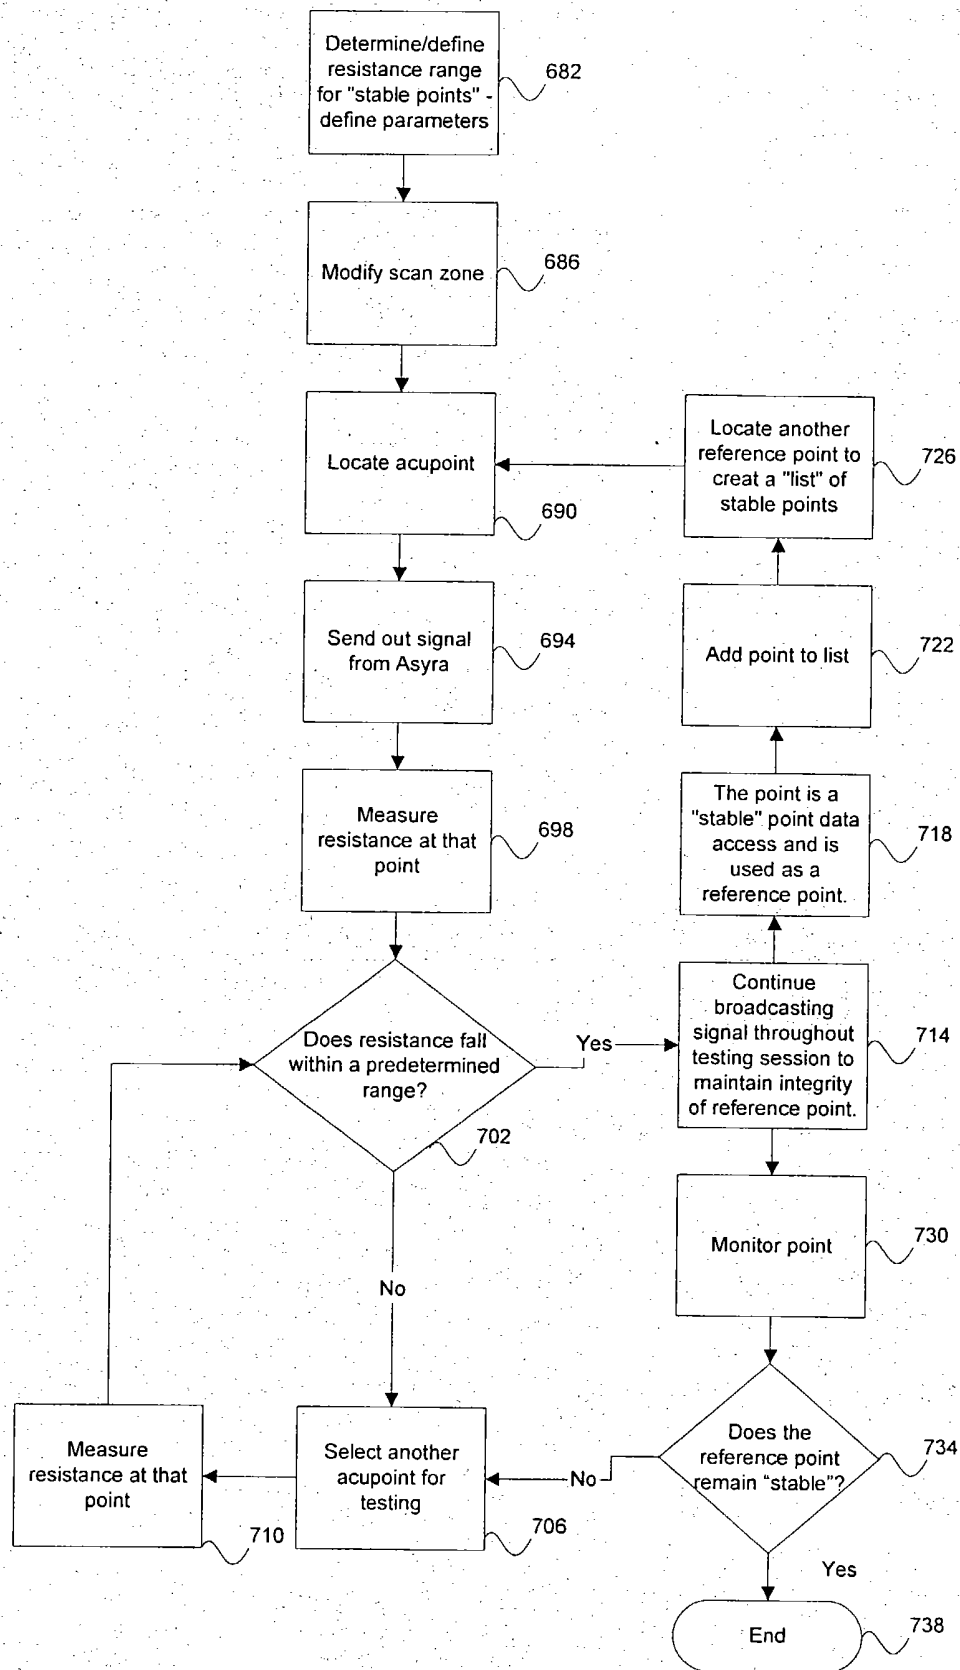 Determine/define
resistance range
for "stable points" -
define parameters
682
Modify scan zone
686
Locate acupoint
690
Locate another
reference point to
creat a "list" of
stable points
726
Send out signal
from Asyra
694
Add point to list
722
Measure
resistance at that
point
698
The point is a
"stable" point data
access and is
used as a
reference point.
718
Does resistance fall
within a predetermined
range?
702
Yes
Continue
broadcasting
signal throughout
testing session to
maintain integrity
of reference point.
714
Monitor point
730
No
Measure
resistance at that
point
710
Select another
acupoint for
testing
706
No
Does the
reference point
remain “stable”?
734
Yes
End
738